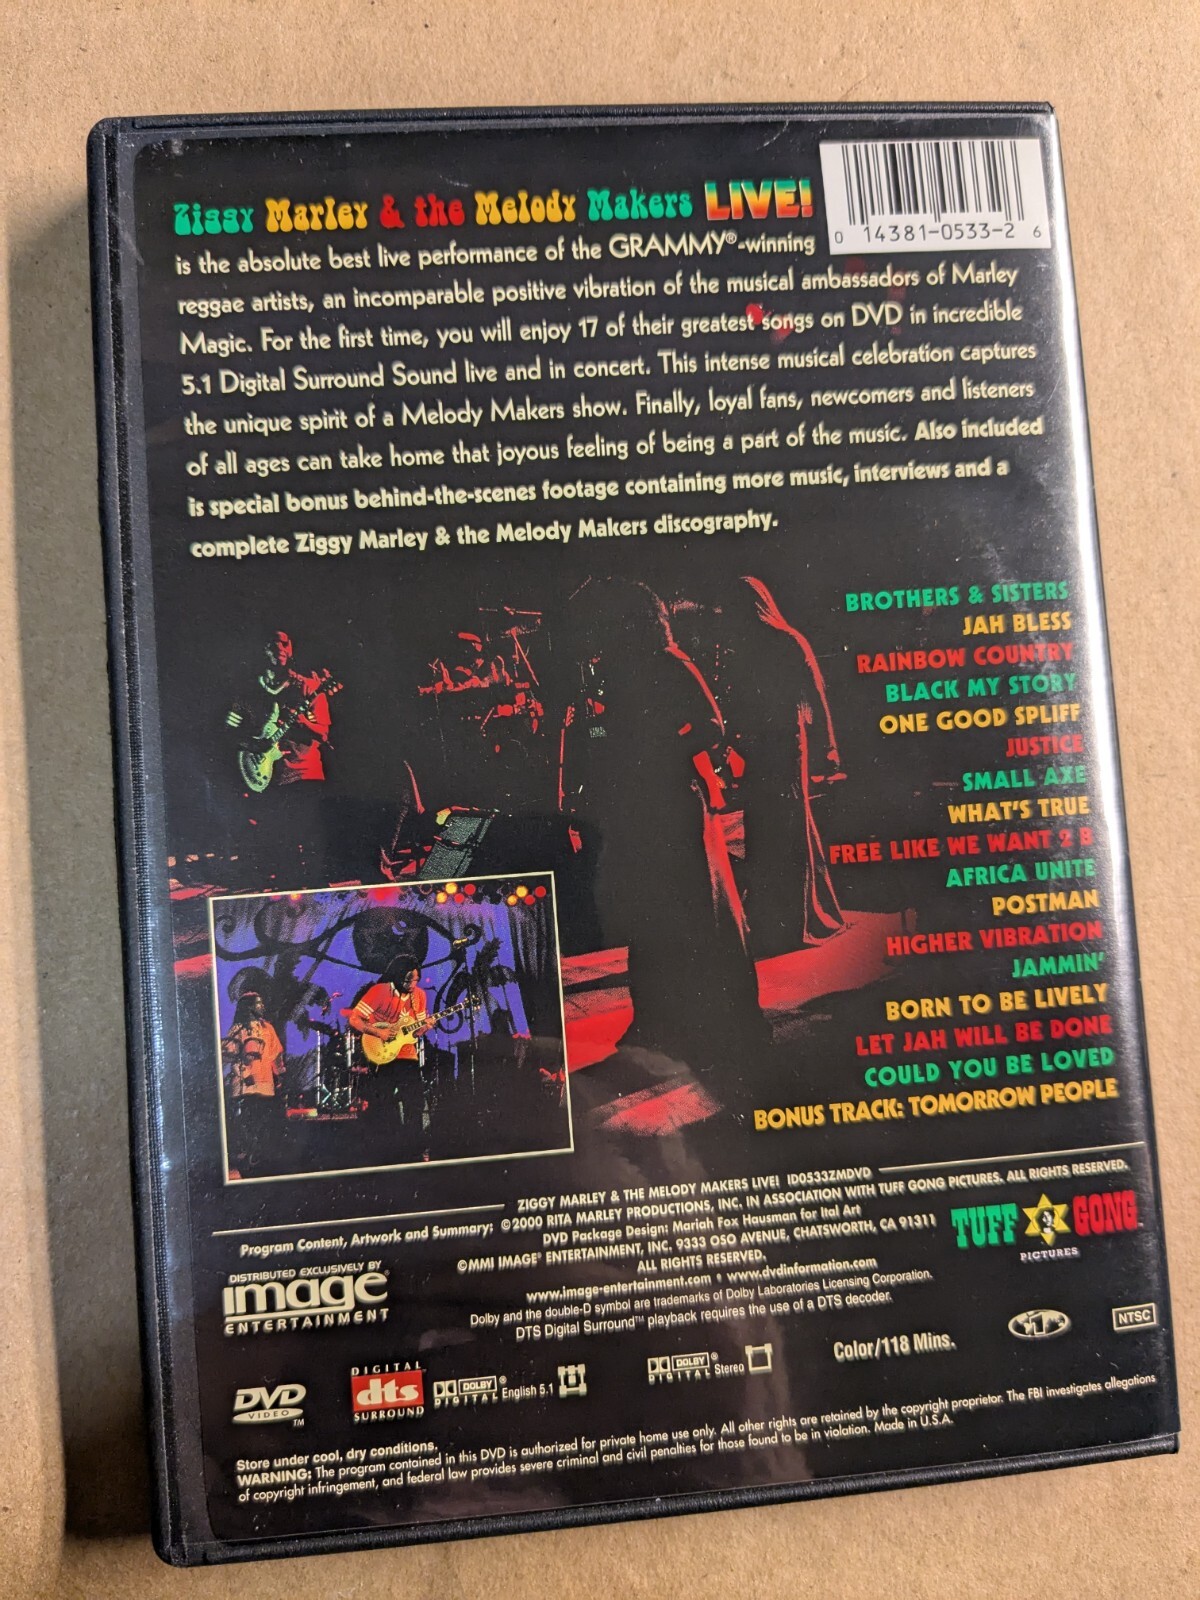 Ziggy Marley & the Melody Makers LIVE!
0 14381-0533-2 6
is the absolute best live performance of the GRAMMY®-winning
reggae artists, an incomparable positive vibration of the musical ambassadors of Marley
Magic. For the first time, you will enjoy 17 of their greatest songs on DVD in incredible
5.1 Digital Surround Sound live and in concert. This intense musical celebration captures
the unique spirit of a Melody Makers show. Finally, loyal fans, newcomers and listeners
of all ages can take home that joyous feeling of being a part of the music. Also included
is special bonus behind-the-scenes footage containing more music, interviews and a
complete Ziggy Marley & the Melody Makers discography.
BROTHERS & SISTERS
JAH BLESS
RAINBOW COUNTRY
BLACK MY STORY
ONE GOOD SPLIFF
JUSTICE
SMALL AXE
WHAT'S TRUE
FREE LIKE WE WANT 2 B
AFRICA UNITE
POSTMAN
HIGHER VIBRATION
JAMMIN'
BORN TO BE LIVELY
LET JAH WILL BE DONE
COULD YOU BE LOVED
BONUS TRACK: TOMORROW PEOPLE
ZIGGY MARLEY & THE MELODY MAKERS LIVE! ID0533ZMDVD
Program Content, Artwork and Summary: ©2000 RITA MARLEY PRODUCTIONS, INC. IN ASSOCIATION WITH TUFF GONG PICTURES. ALL RIGHTS RESERVED.
DVD Package Design: Mariah Fox Hausman for Ital Art
©MMI IMAGE® ENTERTAINMENT, INC. 9333 OSO AVENUE, CHATSWORTH, CA 91311
ALL RIGHTS RESERVED.
www.image-entertainment.com • www.dvdinformation.com
Dolby and the double-D symbol are trademarks of Dolby Laboratories Licensing Corporation.
DTS Digital Surround™ playback requires the use of a DTS decoder.
TUFF GONG
PICTURES
DISTRIBUTED EXCLUSIVELY BY
image
ENTERTAINMENT
DVD
VIDEO TM
DIGITAL
dts
SURROUND
DOLBY®
DIGITAL English 5.1
DOLBY®
DIGITAL Stereo
Color/118 Mins.
NTSC
Store under cool, dry conditions.
WARNING: The program contained in this DVD is authorized for private home use only. All other rights are retained by the copyright proprietor. The FBI investigates allegations
of copyright infringement, and federal law provides severe criminal and civil penalties for those found to be in violation. Made in U.S.A.